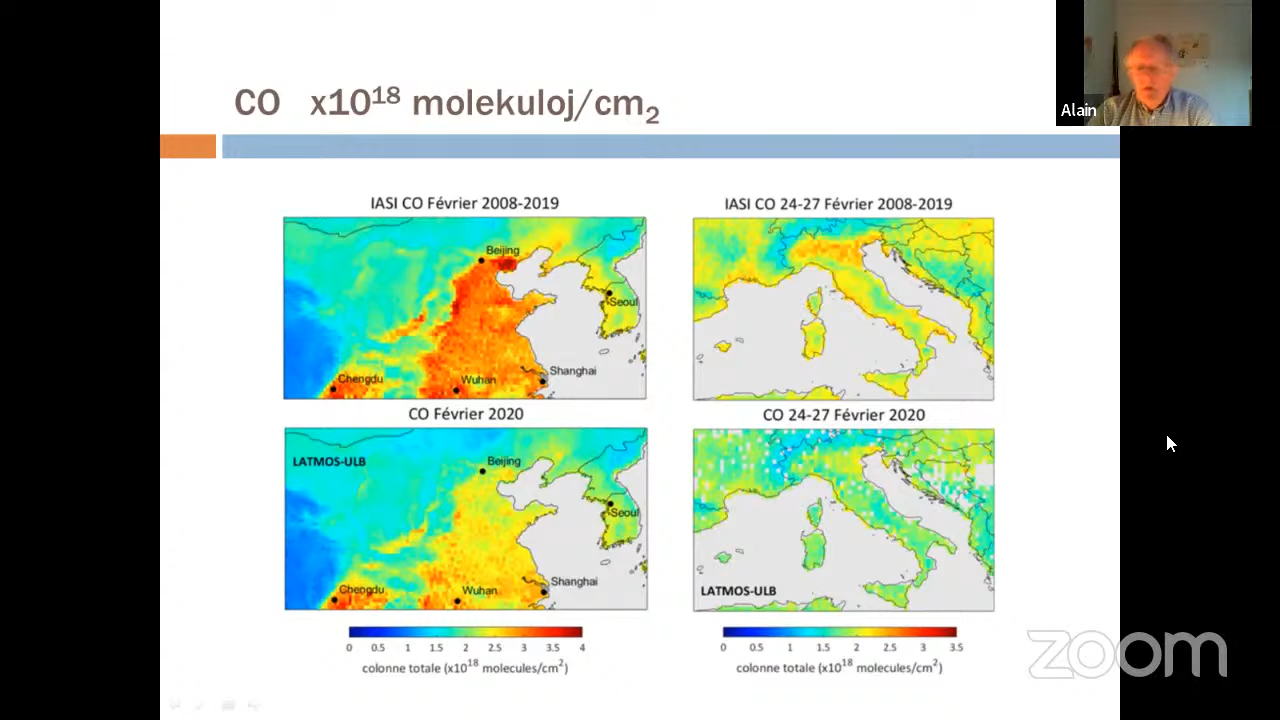 CO x10¹⁸ molekuloj/cm₂
Alain
IASI CO Février 2008-2019
Beijing
Seoul
Chengdu
Wuhan
Shanghai
IASI CO 24-27 Février 2008-2019
CO Février 2020
LATMOS-ULB
Beijing
Seoul
Chengdu
Wuhan
Shanghai
0 0.5 1 1.5 2 2.5 3 3.5 4
colonne totale (x10¹⁸ molecules/cm²)
CO 24-27 Février 2020
LATMOS-ULB
0 0.5 1 1.5 2 2.5 3 3.5
colonne totale (x10¹⁸ molecules/cm²)
zoom